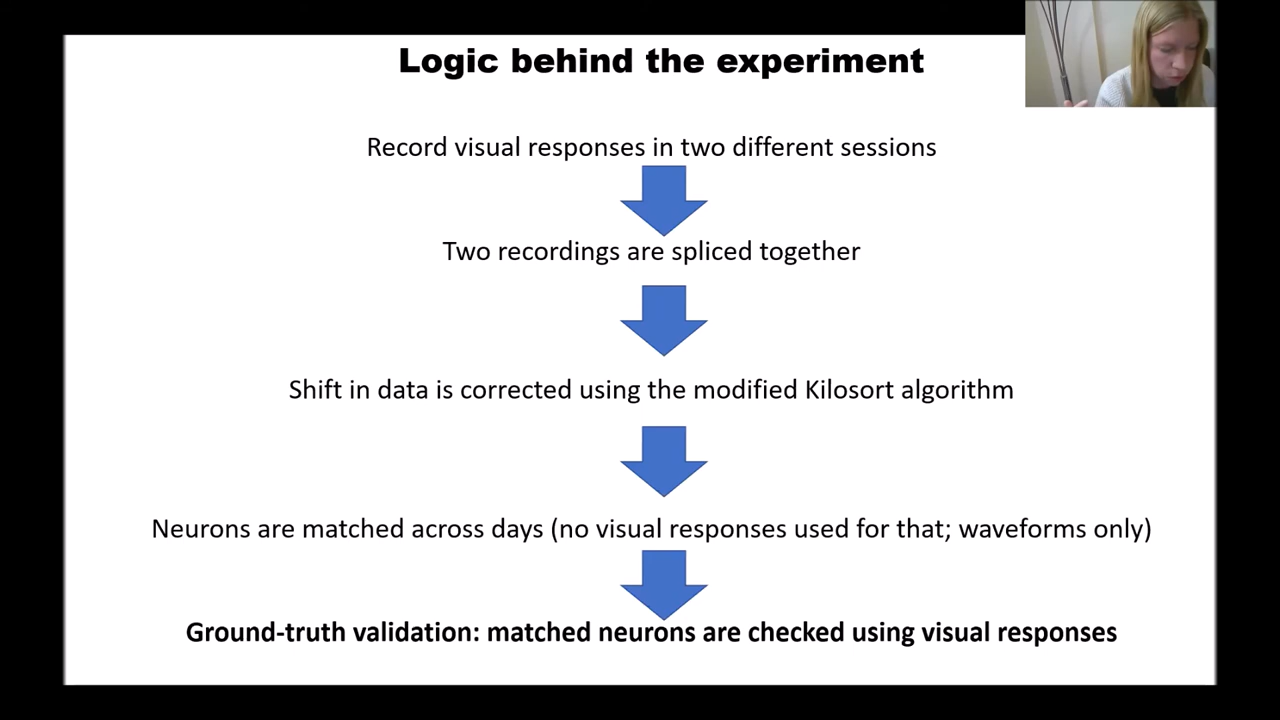 Logic behind the experiment
Record visual responses in two different sessions
Two recordings are spliced together
Shift in data is corrected using the modified Kilosort algorithm
Neurons are matched across days (no visual responses used for that; waveforms only)
Ground-truth validation: matched neurons are checked using visual responses